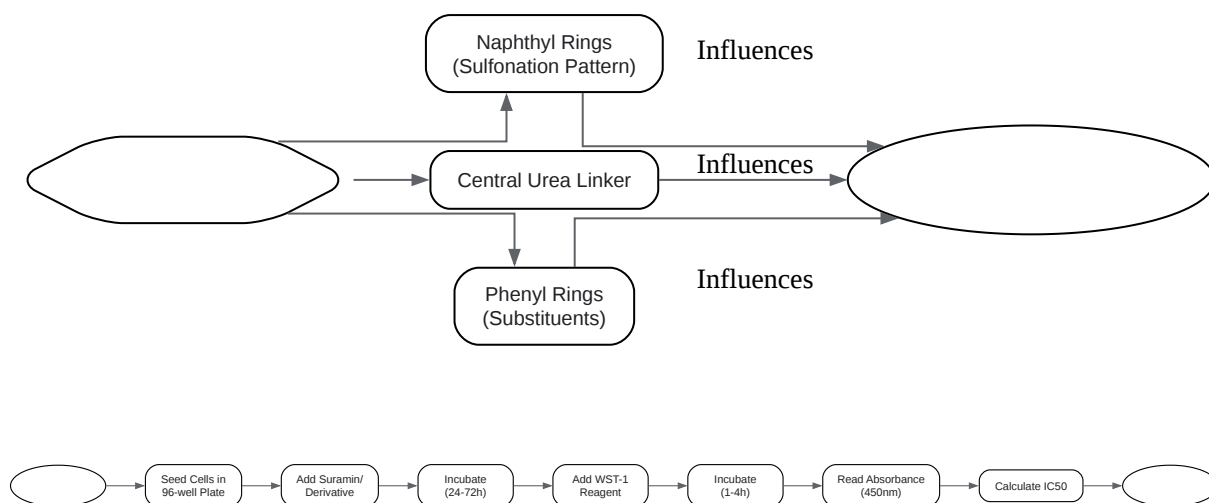 Naphthyl Rings
(Sulfonation Pattern)
Influences
Central Urea Linker
Influences
Phenyl Rings
(Substituents)
Influences
Seed Cells in
96-well Plate
Add Suramin/
Derivative
Incubate
(24-72h)
Add WST-1
Reagent
Incubate
(1-4h)
Read Absorbance
(450nm)
Calculate IC50